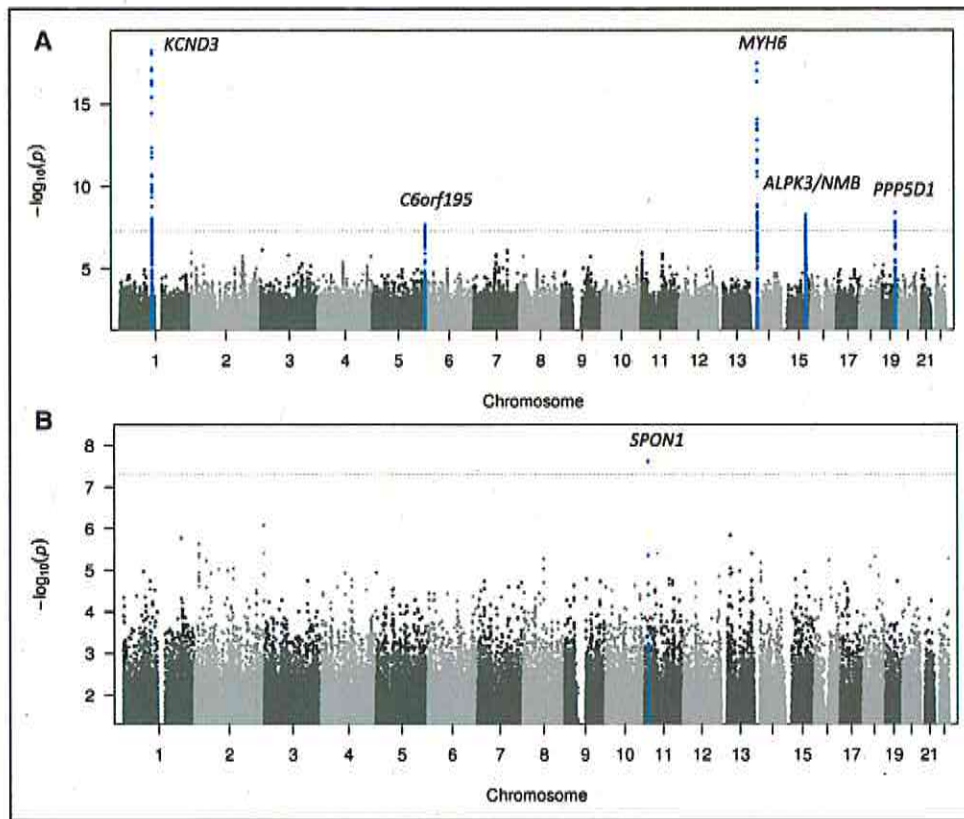 A
KCND3
MYH6
15
10
5
C6orf195
ALPK3/NMB
PPP5D1
−log10(p)
1 2 3 4 5 6 7 8 9 10 11 12 13 15 17 19 21
Chromosome
B
SPON1
8
7
6
5
4
3
2
−log10(p)
1 2 3 4 5 6 7 8 9 10 11 12 13 15 17 19 21
Chromosome